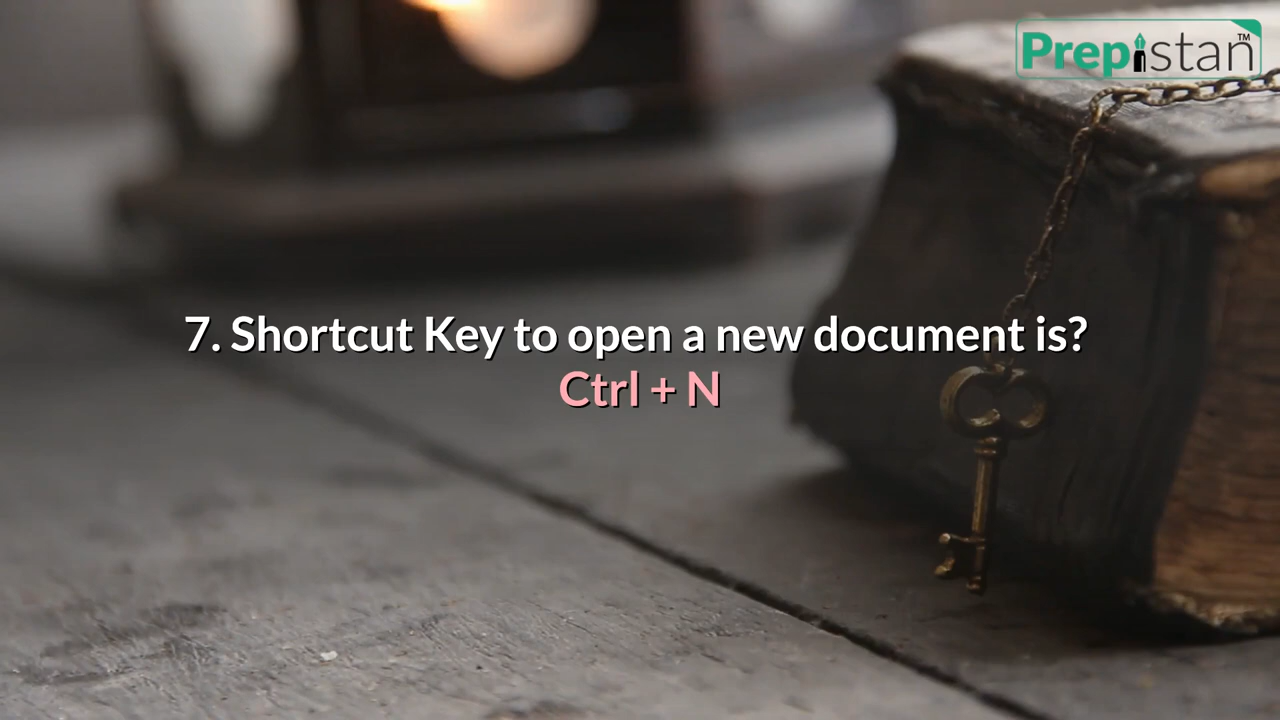 Prepistan™
7. Shortcut Key to open a new document is?
Ctrl + N